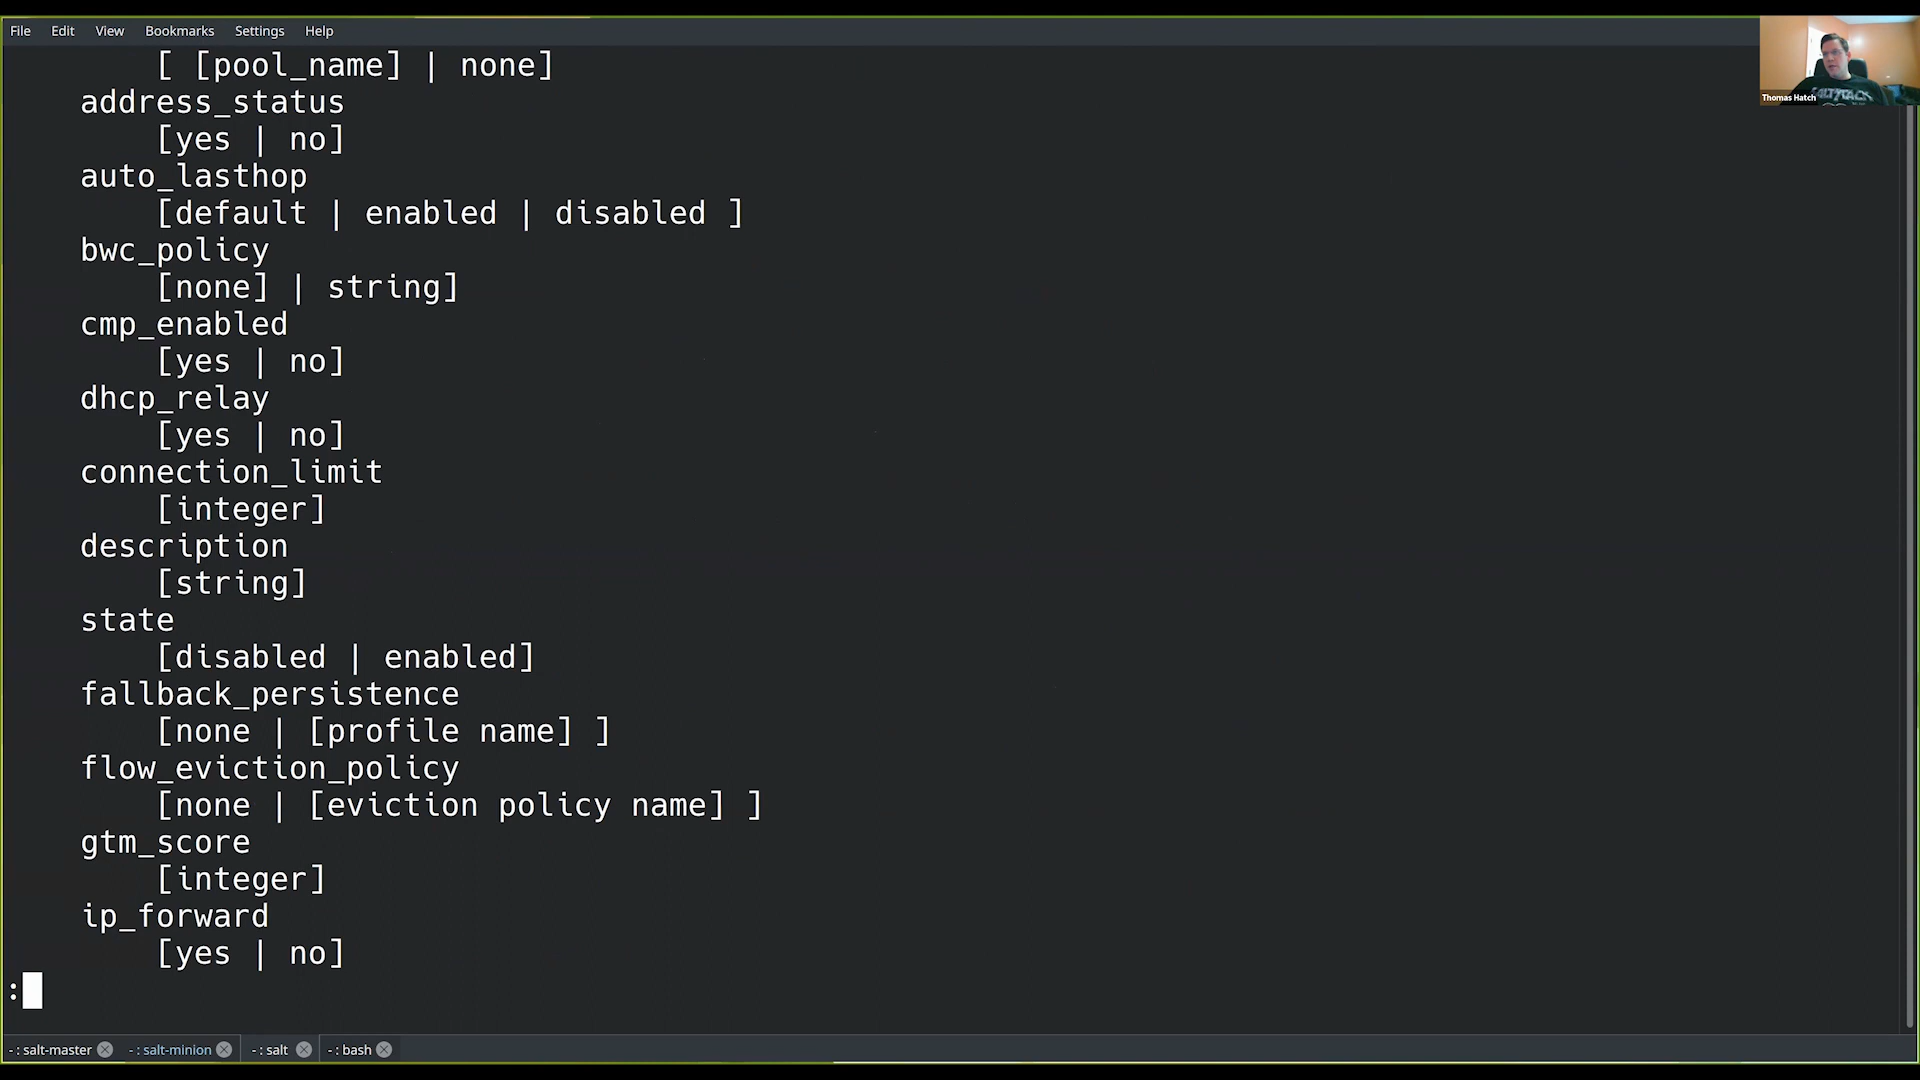 File Edit View Bookmarks Settings Help
[ [pool_name] | none]
address_status
[yes | no]
auto_lasthop
[default | enabled | disabled ]
bwc_policy
[none] | string]
cmp_enabled
[yes | no]
dhcp_relay
[yes | no]
connection_limit
[integer]
description
[string]
state
[disabled | enabled]
fallback_persistence
[none | [profile name] ]
flow_eviction_policy
[none | [eviction policy name] ]
gtm_score
[integer]
ip_forward
[yes | no]
:
- : salt-master - : salt-minion - : salt - : bash
Thomas Hatch